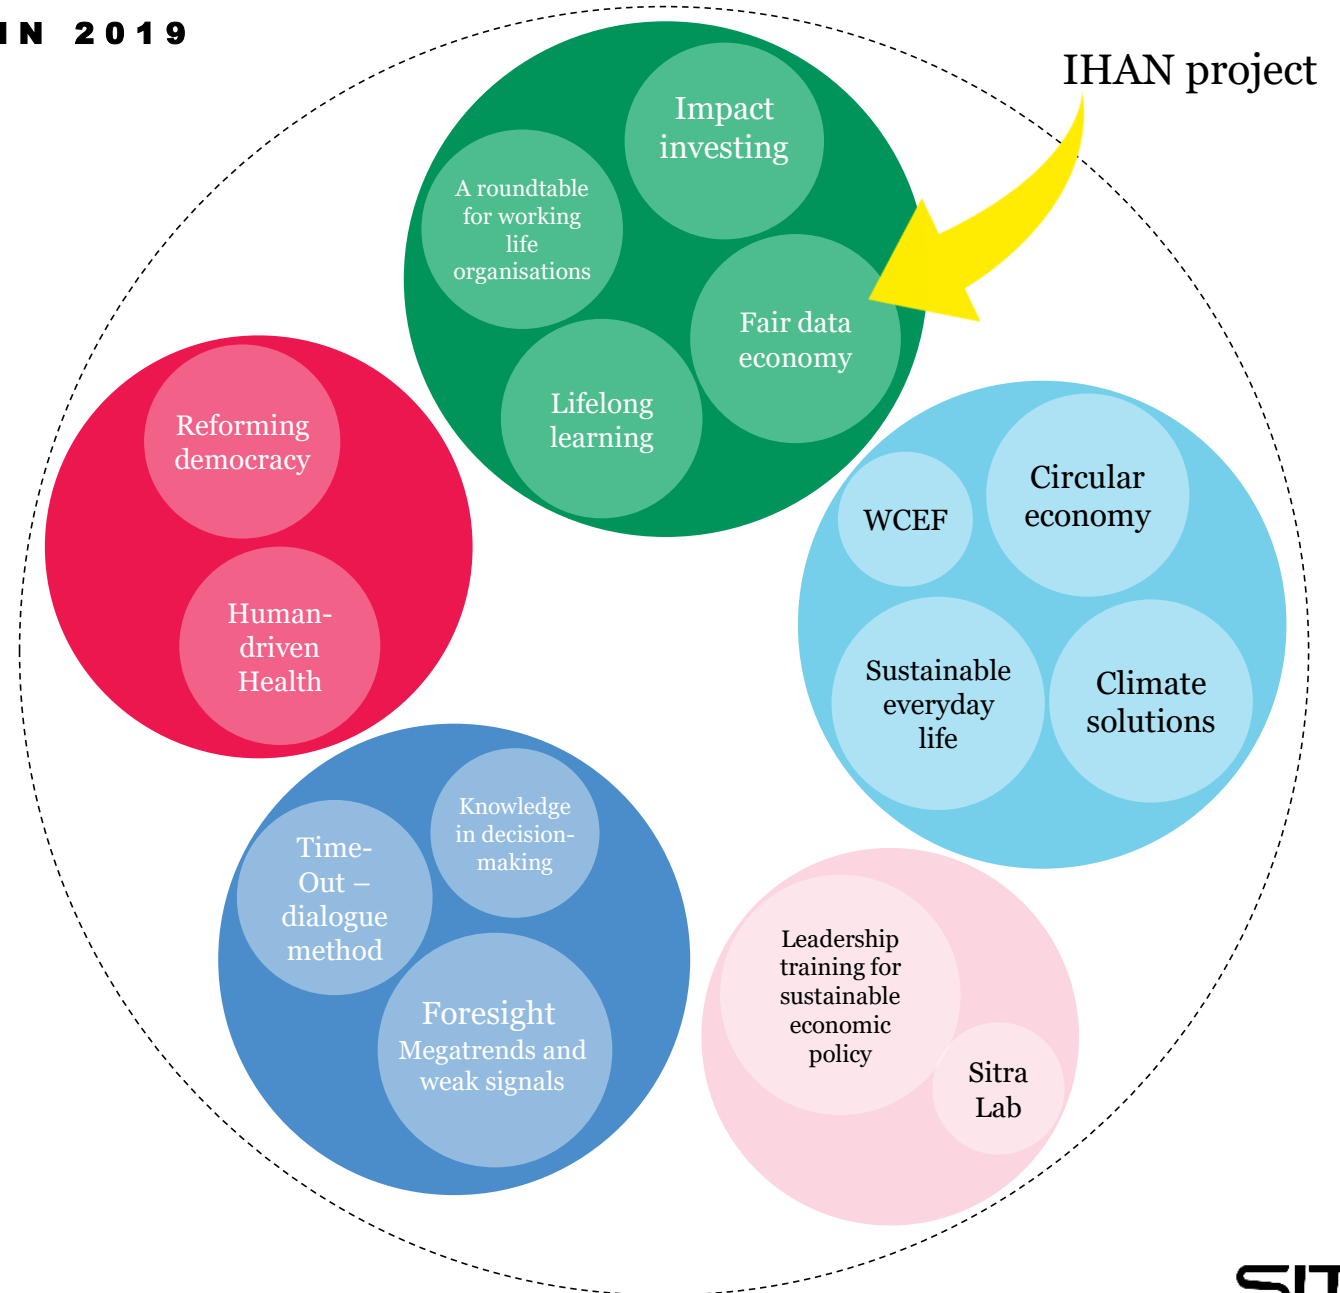 IN 2019
IHAN project
Impact
investing
A roundtable
for working
life
organisations
Fair data
economy
Lifelong
learning
Reforming
democracy
Human-
driven
Health
WCEF
Circular
economy
Sustainable
everyday
life
Climate
solutions
Time-
Out –
dialogue
method
Knowledge
in decision-
making
Foresight
Megatrends and
weak signals
Leadership
training for
sustainable
economic
policy
Sitra
Lab
SIT